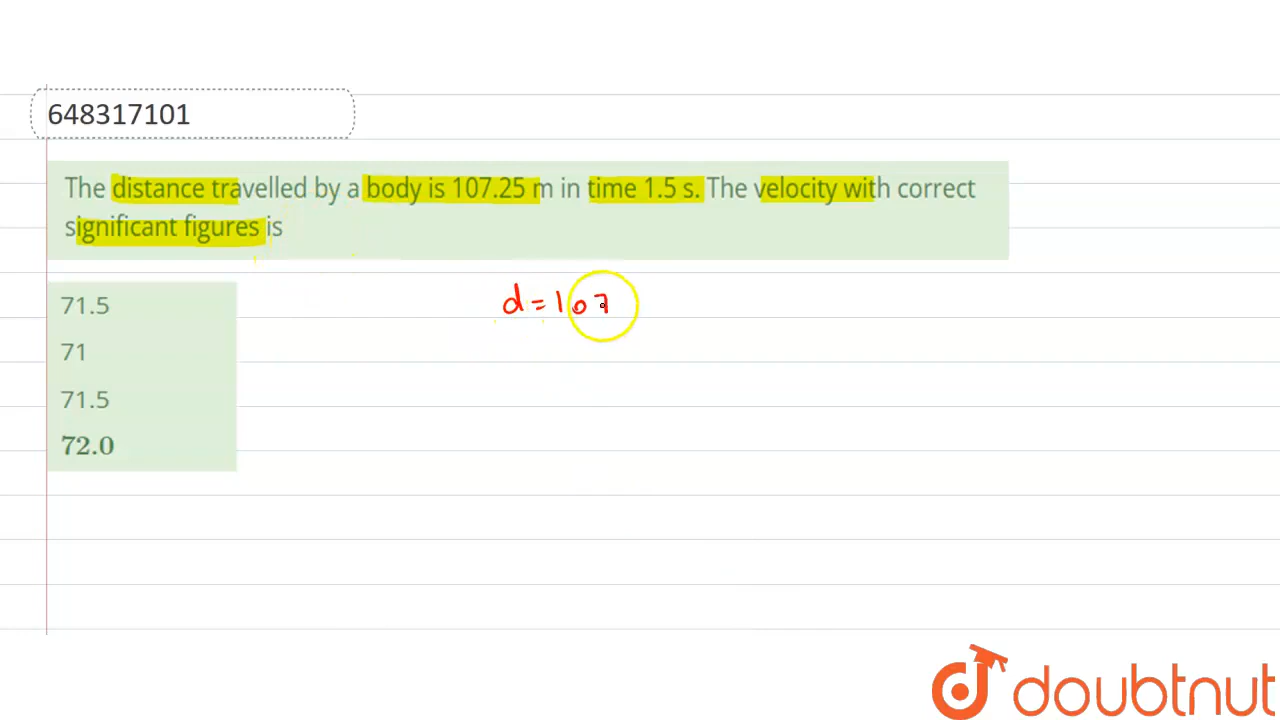 648317101
The distance travelled by a body is 107.25 m in time 1.5 s. The velocity with correct
significant figures is
71.5
71
71.5
72.0
d = 107
doubtnut